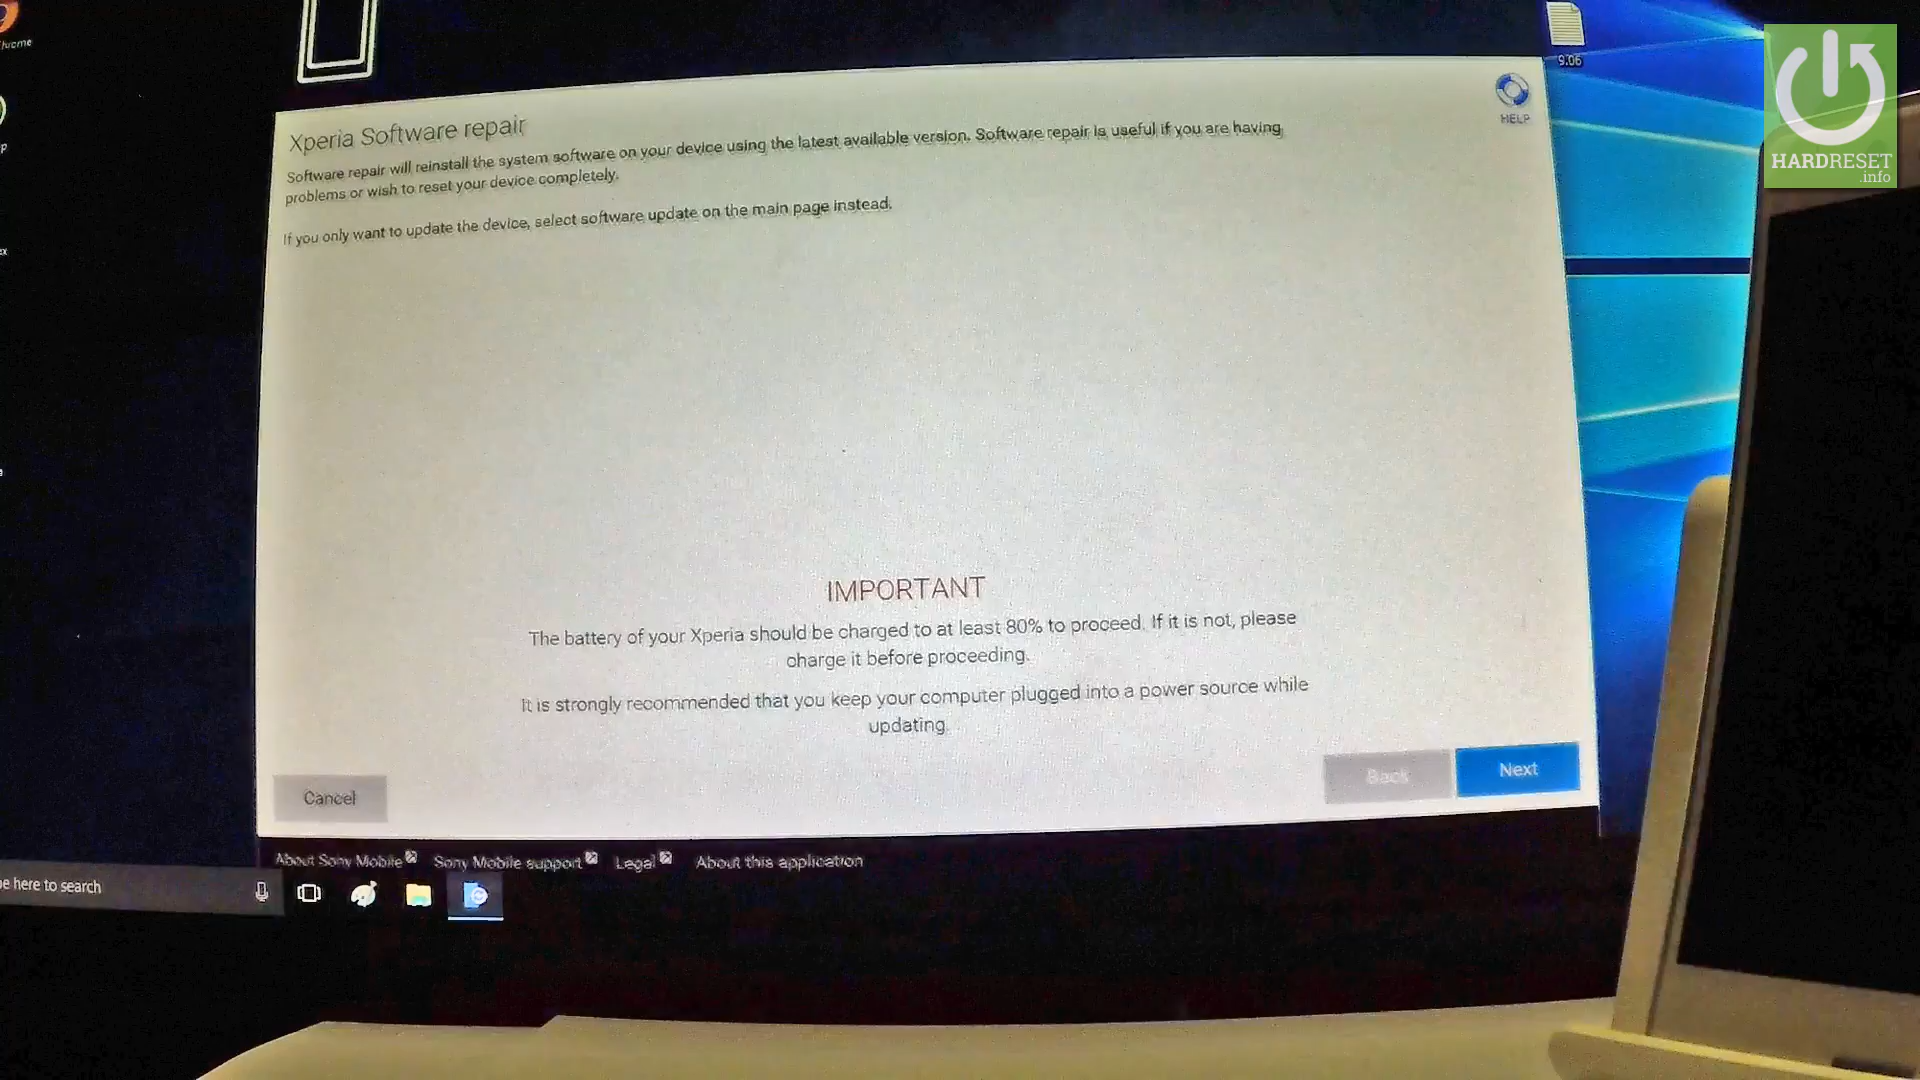 9.06
HELP
HARDRESET
.info
Xperia Software repair
Software repair will reinstall the system software on your device using the latest available version. Software repair is useful if you are having
problems or wish to reset your device completely.
If you only want to update the device, select software update on the main page instead.
IMPORTANT
The battery of your Xperia should be charged to at least 80% to proceed. If it is not, please
charge it before proceeding.
It is strongly recommended that you keep your computer plugged into a power source while
updating.
Cancel
Back
Next
About Sony Mobile
Sony Mobile support
Legal
About this application
here to search